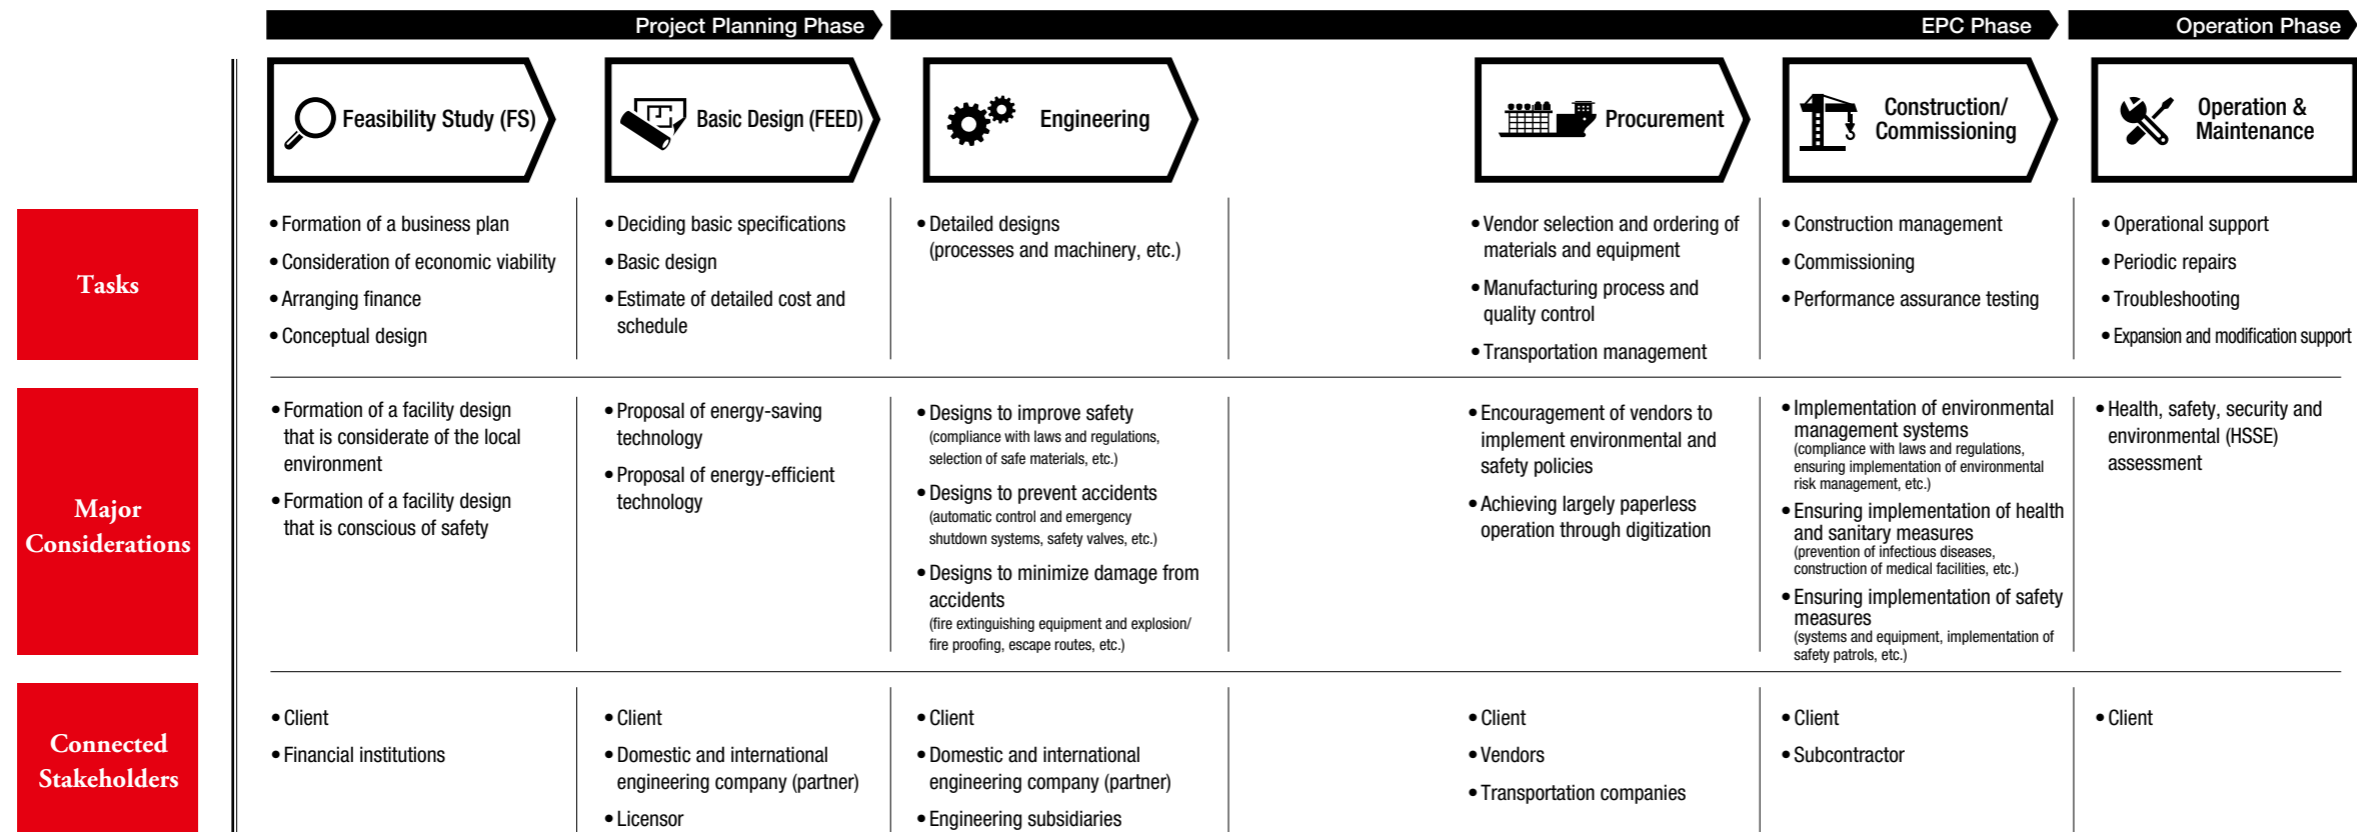 Project Planning Phase
EPC Phase
Operation Phase
Feasibility Study (FS)
Basic Design (FEED)
Engineering
Procurement
Construction/
Commissioning
Operation &
Maintenance
Tasks
• Formation of a business plan
• Consideration of economic viability
• Arranging finance
• Conceptual design
• Deciding basic specifications
• Basic design
• Estimate of detailed cost and
schedule
• Detailed designs
(processes and machinery, etc.)
• Vendor selection and ordering of
materials and equipment
• Manufacturing process and
quality control
• Transportation management
• Construction management
• Commissioning
• Performance assurance testing
• Operational support
• Periodic repairs
• Troubleshooting
• Expansion and modification support
Major
Considerations
• Formation of a facility design
that is considerate of the local
environment
• Formation of a facility design
that is conscious of safety
• Proposal of energy-saving
technology
• Proposal of energy-efficient
technology
• Designs to improve safety
(compliance with laws and regulations,
selection of safe materials, etc.)
• Designs to prevent accidents
(automatic control and emergency
shutdown systems, safety valves, etc.)
• Designs to minimize damage from
accidents
(fire extinguishing equipment and explosion/
fire proofing, escape routes, etc.)
• Encouragement of vendors to
implement environmental and
safety policies
• Achieving largely paperless
operation through digitization
• Implementation of environmental
management systems
(compliance with laws and regulations,
ensuring implementation of environmental
risk management, etc.)
• Ensuring implementation of health
and sanitary measures
(prevention of infectious diseases,
construction of medical facilities, etc.)
• Ensuring implementation of safety
measures
(systems and equipment, implementation of
safety patrols, etc.)
• Health, safety, security and
environmental (HSSE)
assessment
Connected
Stakeholders
• Client
• Financial institutions
• Client
• Domestic and international
engineering company (partner)
• Licensor
• Client
• Domestic and international
engineering company (partner)
• Engineering subsidiaries
• Client
• Vendors
• Transportation companies
• Client
• Subcontractor
• Client